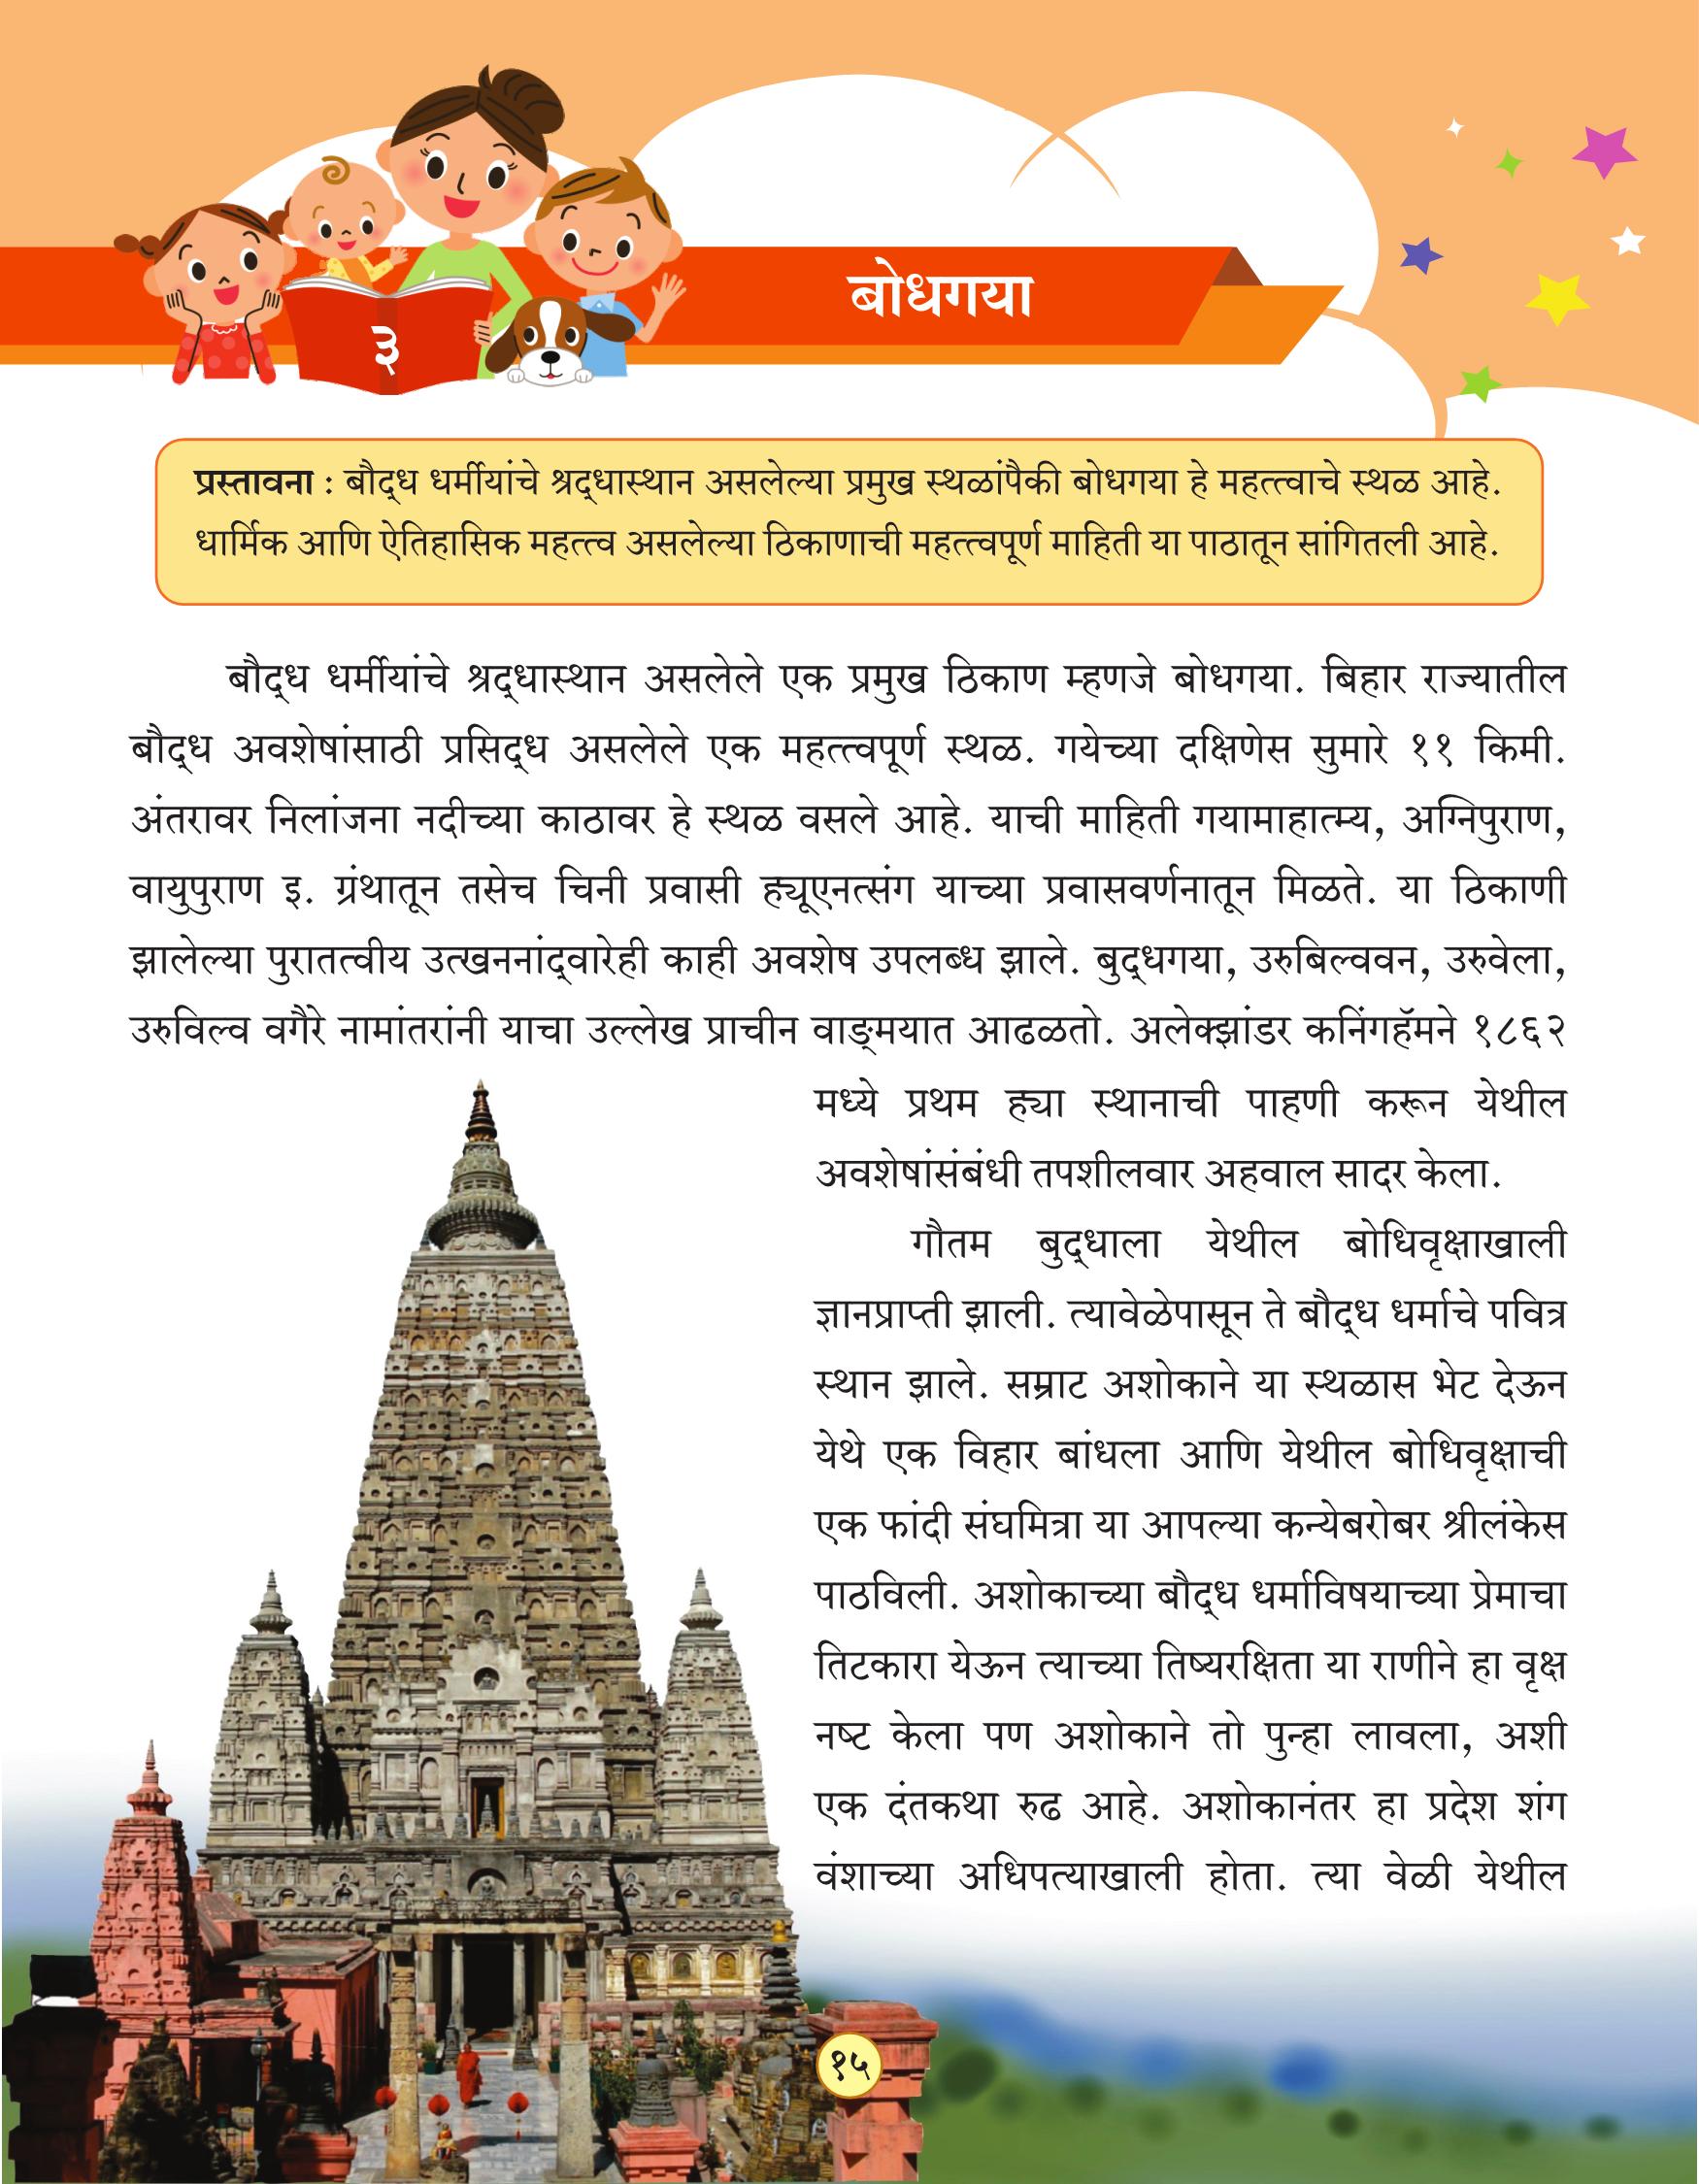 ३
बोधगया
प्रस्तावना : बौद्ध धर्मीयांचे श्रद्धास्थान असलेल्या प्रमुख स्थळांपैकी बोधगया हे महत्त्वाचे स्थळ आहे.
धार्मिक आणि ऐतिहासिक महत्त्व असलेल्या ठिकाणाची महत्त्वपूर्ण माहिती या पाठातून सांगितली आहे.
बौद्ध धर्मीयांचे श्रद्धास्थान असलेले एक प्रमुख ठिकाण म्हणजे बोधगया. बिहार राज्यातील
बौद्ध अवशेषांसाठी प्रसिद्ध असलेले एक महत्त्वपूर्ण स्थळ. गयेच्या दक्षिणेस सुमारे ११ किमी.
अंतरावर निलांजना नदीच्या काठावर हे स्थळ वसले आहे. याची माहिती गयामाहात्म्य, अग्निपुराण,
वायुपुराण इ. ग्रंथातून तसेच चिनी प्रवासी ह्यूएनत्संग याच्या प्रवासवर्णनातून मिळते. या ठिकाणी
झालेल्या पुरातत्वीय उत्खननांद्वारेही काही अवशेष उपलब्ध झाले. बुद्धगया, उरुबिल्ववन, उरुवेला,
उरुविल्व वगैरे नामांतरांनी याचा उल्लेख प्राचीन वाङ्मयात आढळतो. अलेक्झांडर कनिंगहॅमने १८६२
मध्ये प्रथम ह्या स्थानाची पाहणी करून येथील
अवशेषांसंबंधी तपशीलवार अहवाल सादर केला.
गौतम बुद्धाला येथील बोधिवृक्षाखाली
ज्ञानप्राप्ती झाली. त्यावेळेपासून ते बौद्ध धर्माचे पवित्र
स्थान झाले. सम्राट अशोकाने या स्थळास भेट देऊन
येथे एक विहार बांधला आणि येथील बोधिवृक्षाची
एक फांदी संघमित्रा या आपल्या कन्येबरोबर श्रीलंकेस
पाठविली. अशोकाच्या बौद्ध धर्माविषयाच्या प्रेमाचा
तिटकारा येऊन त्याच्या तिष्यरक्षिता या राणीने हा वृक्ष
नष्ट केला पण अशोकाने तो पुन्हा लावला, अशी
एक दंतकथा रुढ आहे. अशोकानंतर हा प्रदेश शंग
वंशाच्या अधिपत्याखाली होता. त्या वेळी येथील
१५